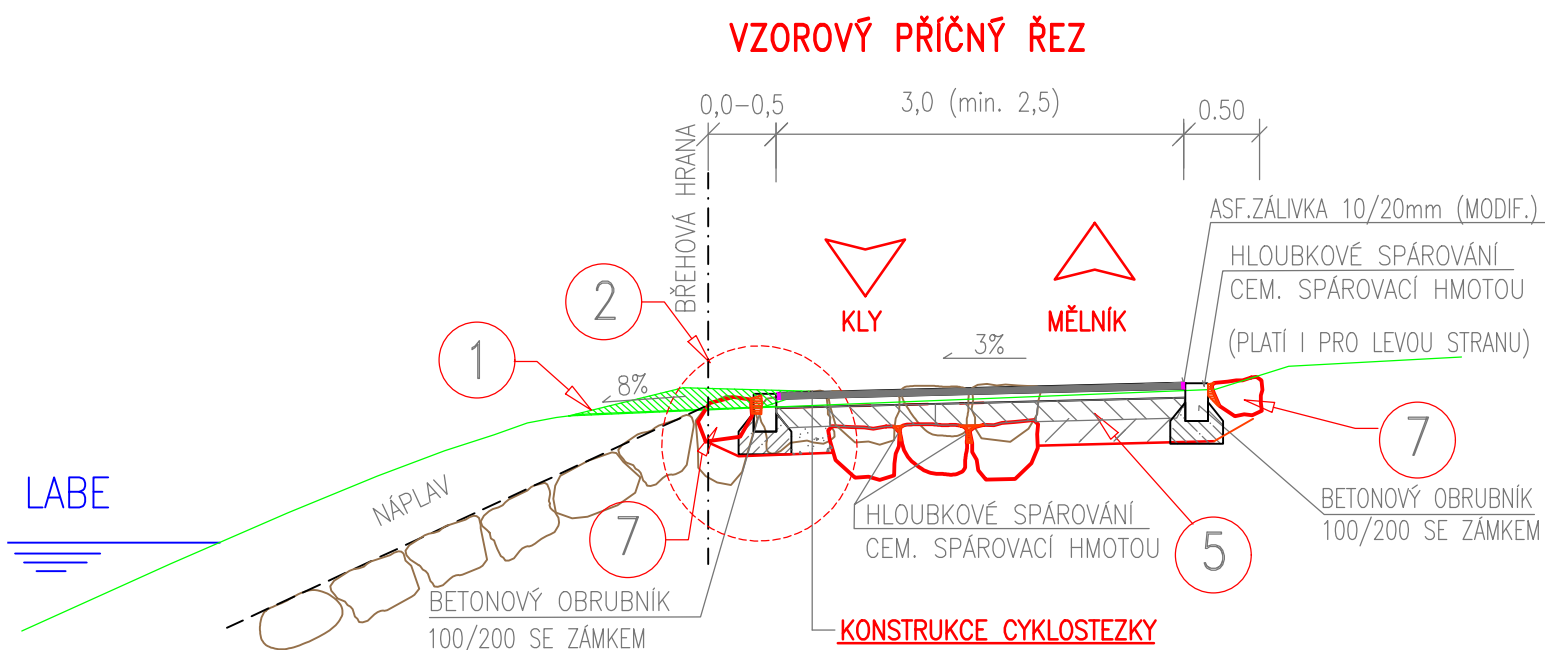 VZOROVÝ PŘÍČNÝ ŘEZ
0,0-0,5
3,0 (min. 2,5)
0.50
BŘEHOVÁ HRANA
ASF.ZÁLIVKA 10/20mm (MODIF.)
HLOUBKOVÉ SPÁROVÁNÍ
CEM. SPÁROVACÍ HMOTOU
(PLATÍ I PRO LEVOU STRANU)
2
KLY
MĚLNÍK
1
3%
8%
7
LABE
NÁPLAV
7
HLOUBKOVÉ SPÁROVÁNÍ
CEM. SPÁROVACÍ HMOTOU
5
BETONOVÝ OBRUBNÍK
100/200 SE ZÁMKEM
BETONOVÝ OBRUBNÍK
100/200 SE ZÁMKEM
KONSTRUKCE CYKLOSTEZKY